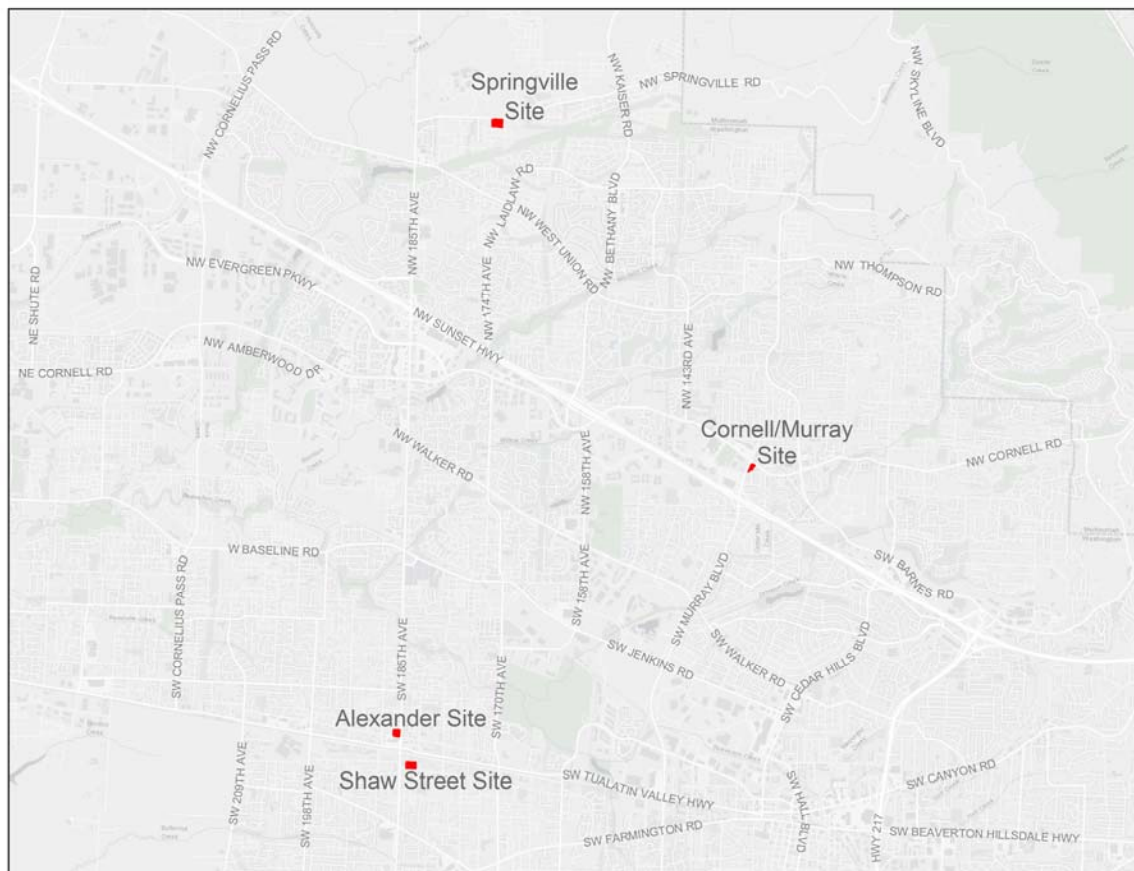 NW CORNELIUS PASS RD
Springville
Site
NW KAISER RD
NW SPRINGVILLE RD
NW SKYLINE BLVD
Multnomah
Washington
NW 185TH AVE
NW LAIDLAW RD
NW BETHANY BLVD
NW WEST UNION RD
NW EVERGREEN PKWY
NW 174TH AVE
NW THOMPSON RD
NE SHUTE RD
NW SUNSET HWY
NW AMBERWOOD DR
NE CORNELL RD
NW 143RD AVE
Cornell/Murray
Site
NW WALKER RD
NW CORNELL RD
NW 158TH AVE
Multnomah
Washington
W BASELINE RD
SW CORNELIUS PASS RD
SW 158TH AVE
SW BARNES RD
SW MURRAY BLVD
SW WALKER RD
SW CEDAR HILLS BLVD
SW JENKINS RD
SW 185TH AVE
SW 170TH AVE
Alexander Site
Shaw Street Site
SW 209TH AVE
SW 198TH AVE
SW TUALATIN VALLEY HWY
SW HALL BLVD
SW CANYON RD
SW FARMINGTON RD
HWY 217
SW BEAVERTON HILLSDALE HWY